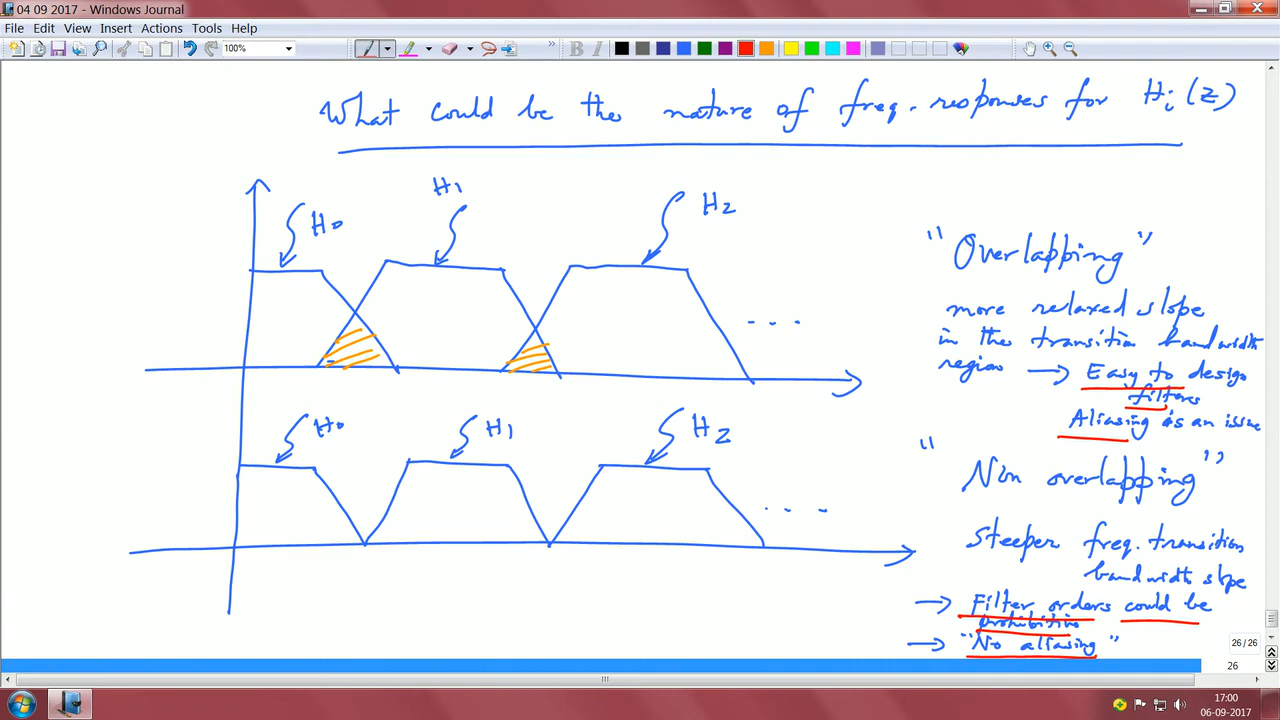 04 09 2017 - Windows Journal
File Edit View Insert Actions Tools Help
100%
What could be the nature of freq. responses for Hi(z)
H0
H1
H2
. . .
"Overlapping"
more relaxed slope
in the transition bandwidth
region → Easy to design
filters
Aliasing is an issue
H0
H1
H2
. . .
"Non overlapping"
Steeper freq. transition
bandwidth slope
→ Filter orders could be
prohibitive
→ "No aliasing"
26 / 26
26
17:00
06-09-2017